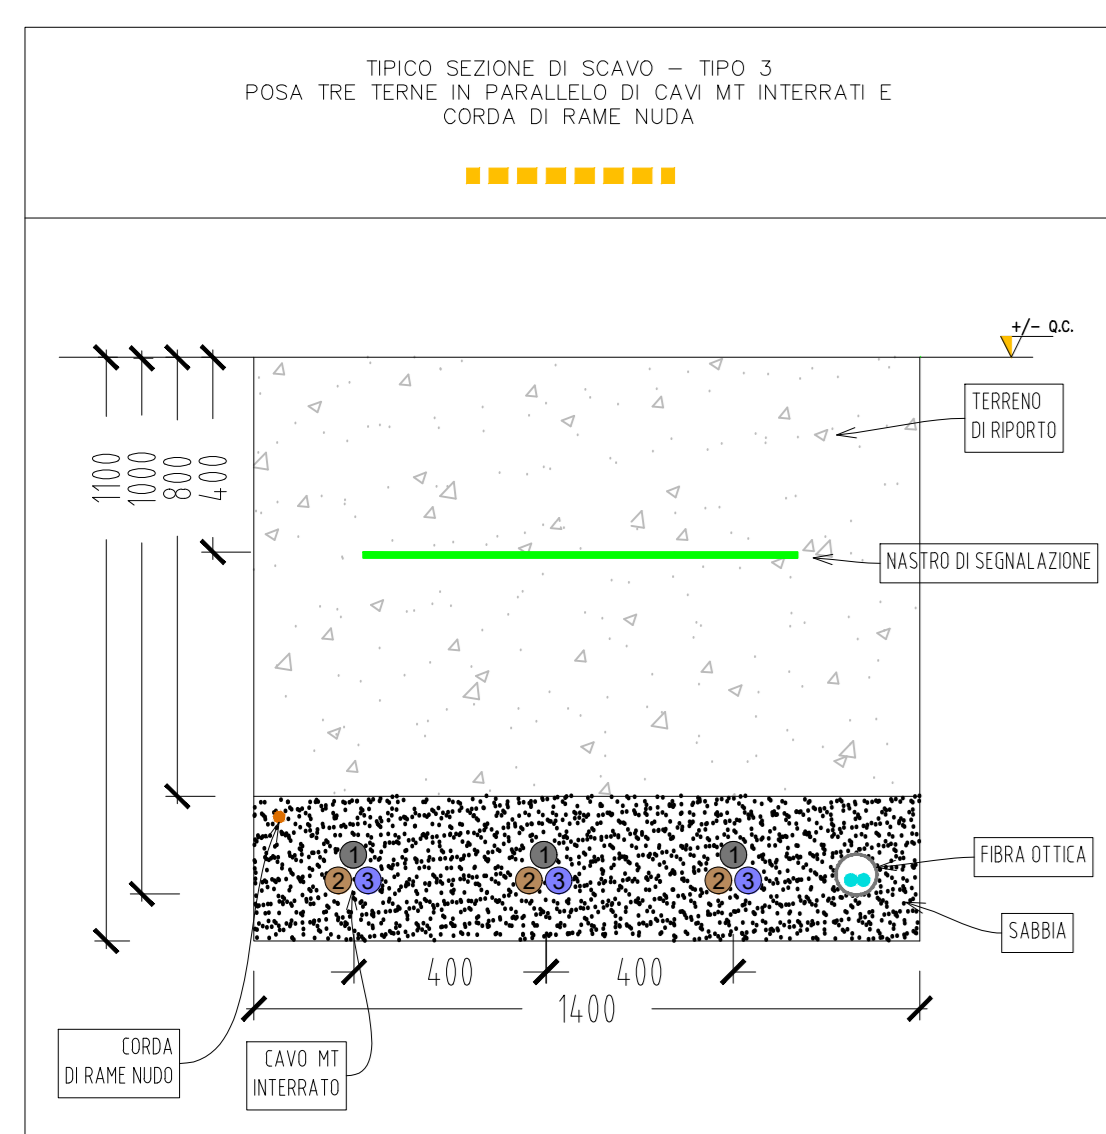 TIPICO SEZIONE DI SCAVO – TIPO 3
POSA TRE TERNE IN PARALLELO DI CAVI MT INTERRATI E
CORDA DI RAME NUDA
+/- Q.C.
TERRENO
DI RIPORTO
1100
1000
800
400
NASTRO DI SEGNALAZIONE
1
2
3
1
2
3
1
2
3
FIBRA OTTICA
SABBIA
400
400
1400
CORDA
DI RAME NUDO
CAVO MT
INTERRATO